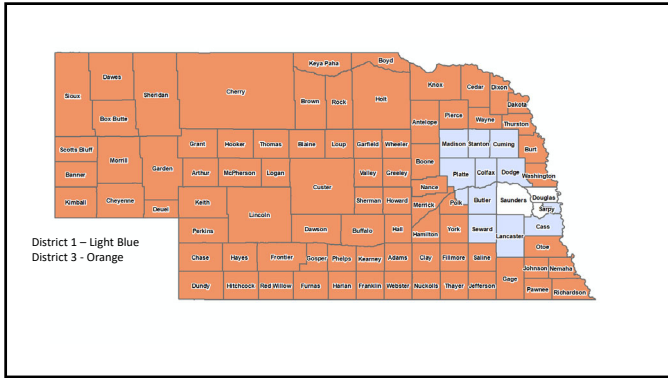 Keya Paha
Boyd
Dawes
Sioux
Sheridan
Cherry
Knox
Cedar
Dixon
Dakota
Brown
Rock
Holt
Box Butte
Antelope
Pierce
Wayne
Thurston
Scotts Bluff
Grant
Hooker
Thomas
Blaine
Loup
Garfield
Wheeler
Madison
Stanton
Cuming
Burt
Banner
Morrill
Garden
Arthur
McPherson
Logan
Custer
Valley
Greeley
Boone
Platte
Colfax
Dodge
Washington
Kimball
Cheyenne
Deuel
Keith
Lincoln
Sherman
Howard
Nance
Merrick
Polk
Butler
Saunders
Douglas
Sarpy
Perkins
Dawson
Buffalo
Hall
Hamilton
York
Seward
Lancaster
Cass
Otoe
District 1 – Light Blue
District 3 - Orange
Chase
Hayes
Frontier
Gosper
Phelps
Kearney
Adams
Clay
Fillmore
Saline
Gage
Johnson
Nemaha
Dundy
Hitchcock
Red Willow
Furnas
Harlan
Franklin
Webster
Nuckolls
Thayer
Jefferson
Pawnee
Richardson